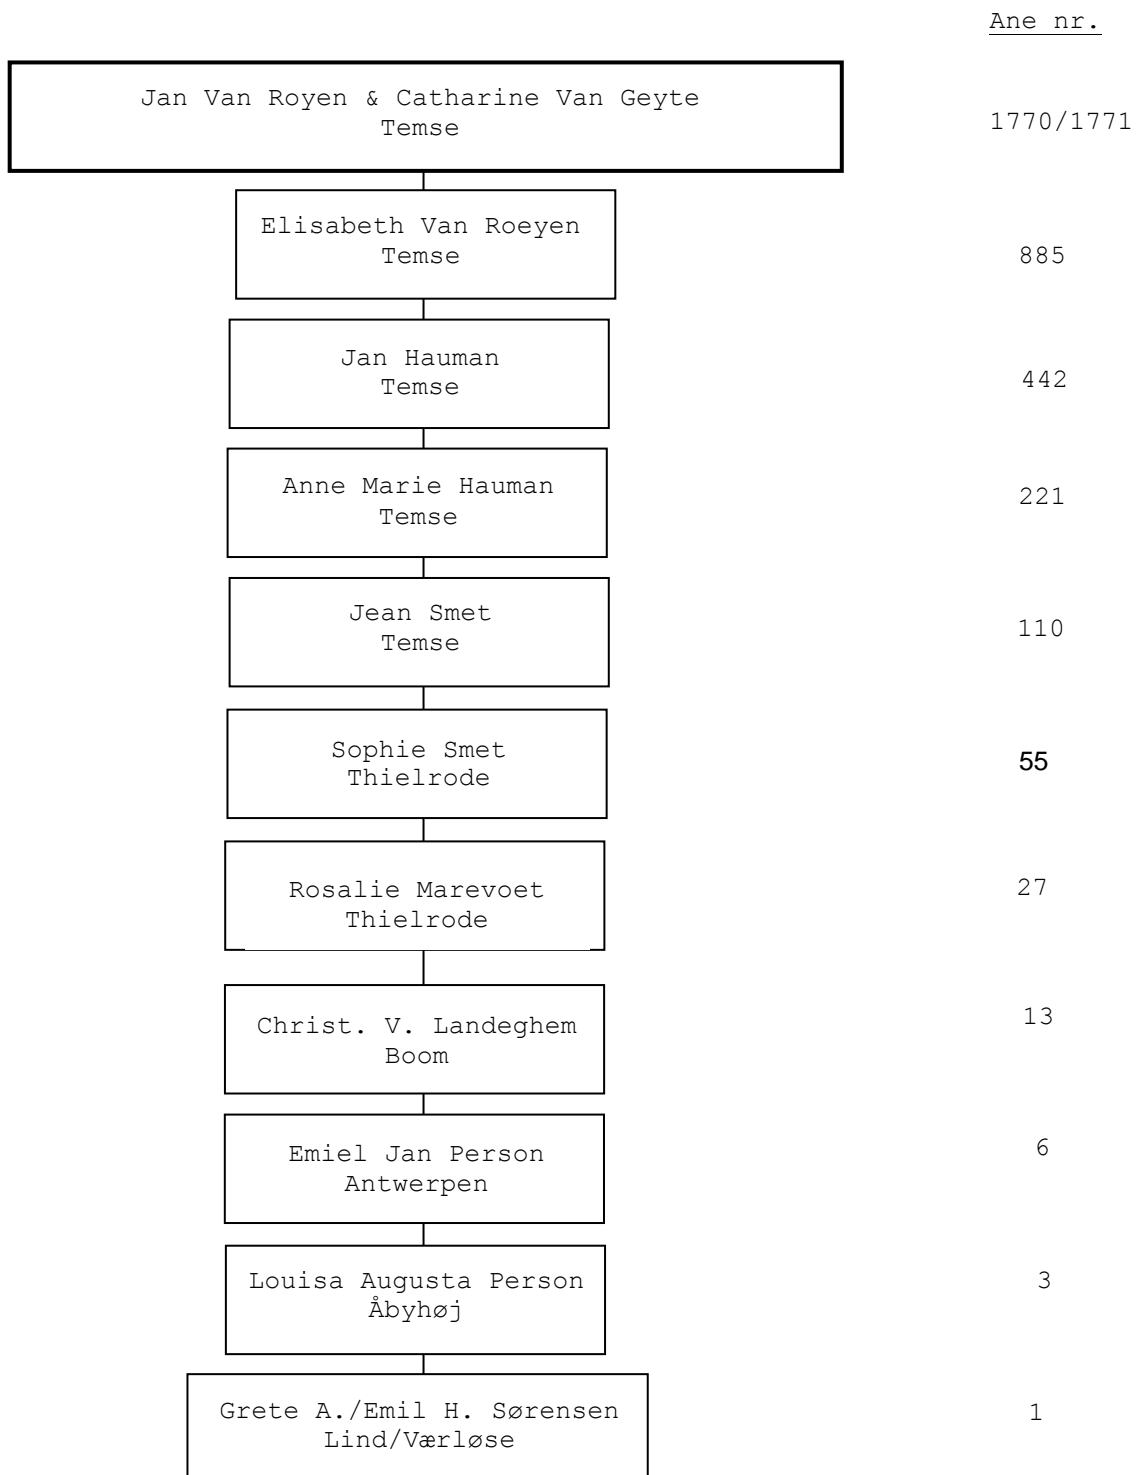 Ane nr.
Jan Van Royen & Catharine Van Geyte
Temse
1770/1771
Elisabeth Van Roeyen
Temse
885
Jan Hauman
Temse
442
Anne Marie Hauman
Temse
221
Jean Smet
Temse
110
Sophie Smet
Thielrode
55
Rosalie Marevoet
Thielrode
27
Christ. V. Landeghem
Boom
13
Emiel Jan Person
Antwerpen
6
Louisa Augusta Person
Åbyhøj
3
Grete A./Emil H. Sørensen
Lind/Værløse
1